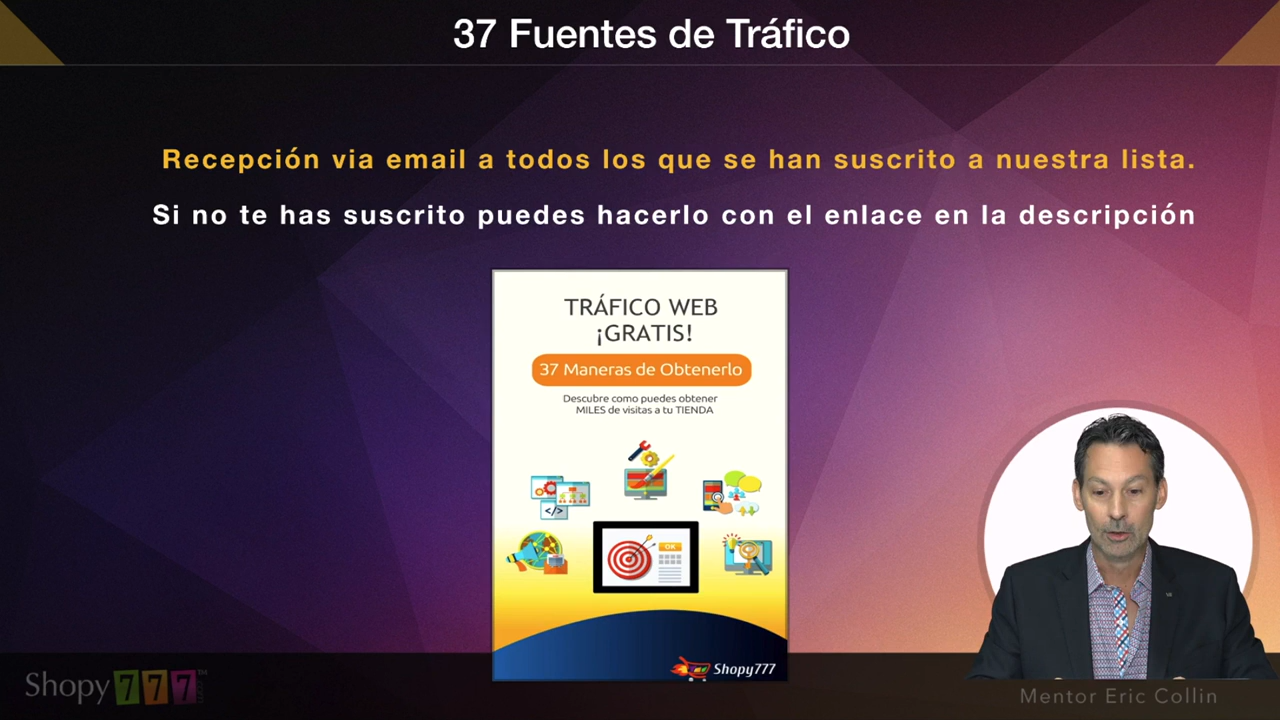 37 Fuentes de Tráfico
Recepción via email a todos los que se han suscrito a nuestra lista.
Si no te has suscrito puedes hacerlo con el enlace en la descripción
TRÁFICO WEB
¡GRATIS!
37 Maneras de Obtenerlo
Descubre como puedes obtener
MILES de visitas a tu TIENDA
</>
OK
Shopy777
Shopy777.com™
Mentor Eric Collin